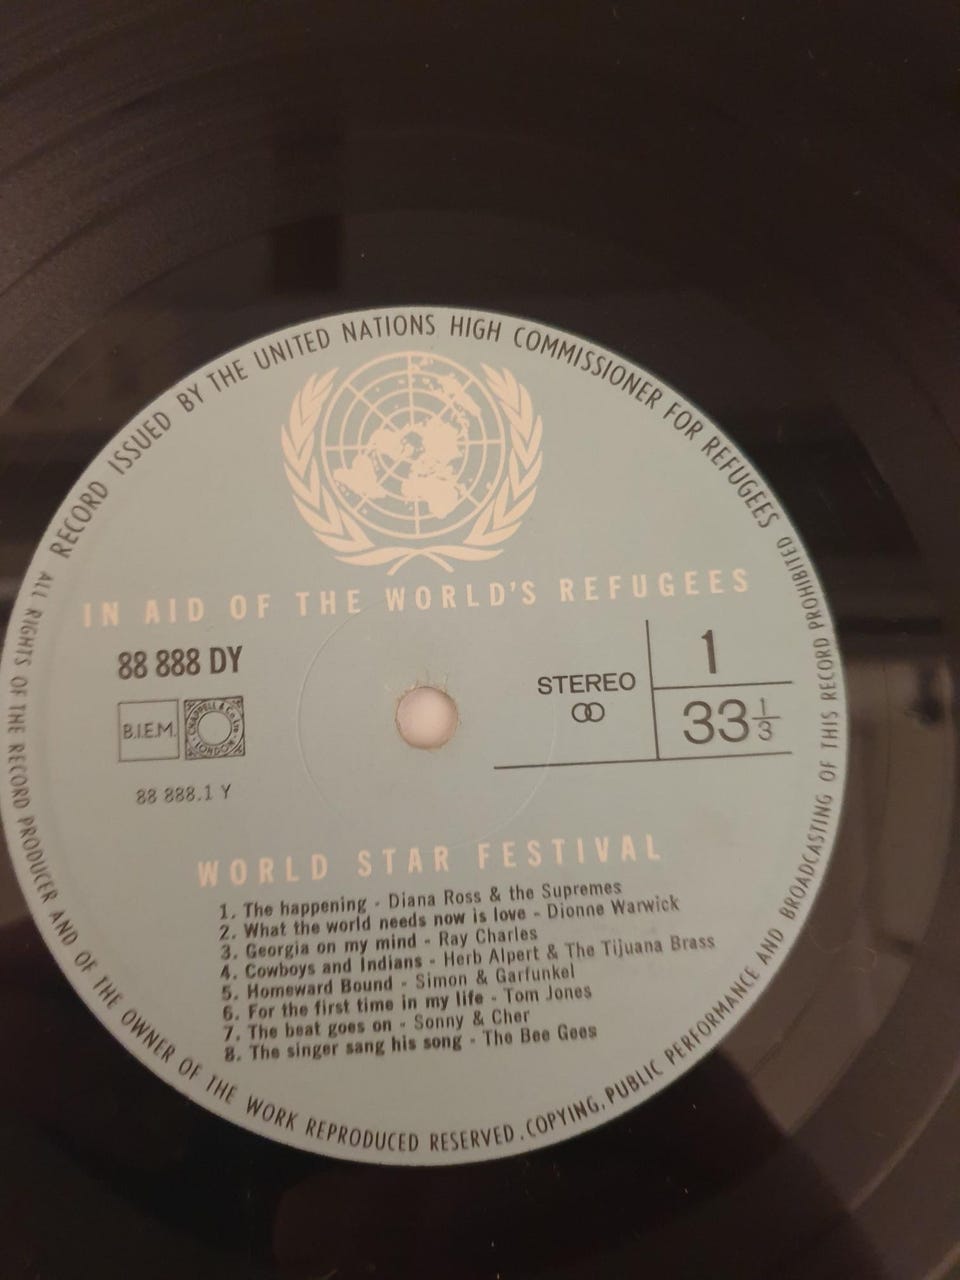 RECORD ISSUED BY THE UNITED NATIONS HIGH COMMISSIONER FOR REFUGEES
IN AID OF THE WORLD'S REFUGEES
88 888 DY
B.I.E.M.
CHAPPELL & Co Ltd
LONDON
88 888.1 Y
STEREO
1
33 1/3
WORLD STAR FESTIVAL
1. The happening - Diana Ross & the Supremes
2. What the world needs now is love - Dionne Warwick
3. Georgia on my mind - Ray Charles
4. Cowboys and Indians - Herb Alpert & The Tijuana Brass
5. Homeward Bound - Simon & Garfunkel
6. For the first time in my life - Tom Jones
7. The beat goes on - Sonny & Cher
8. The singer sang his song - The Bee Gees
ALL RIGHTS OF THE RECORD PRODUCER AND OF THE OWNER OF THE WORK REPRODUCED RESERVED. COPYING, PUBLIC PERFORMANCE AND BROADCASTING OF THIS RECORD PROHIBITED